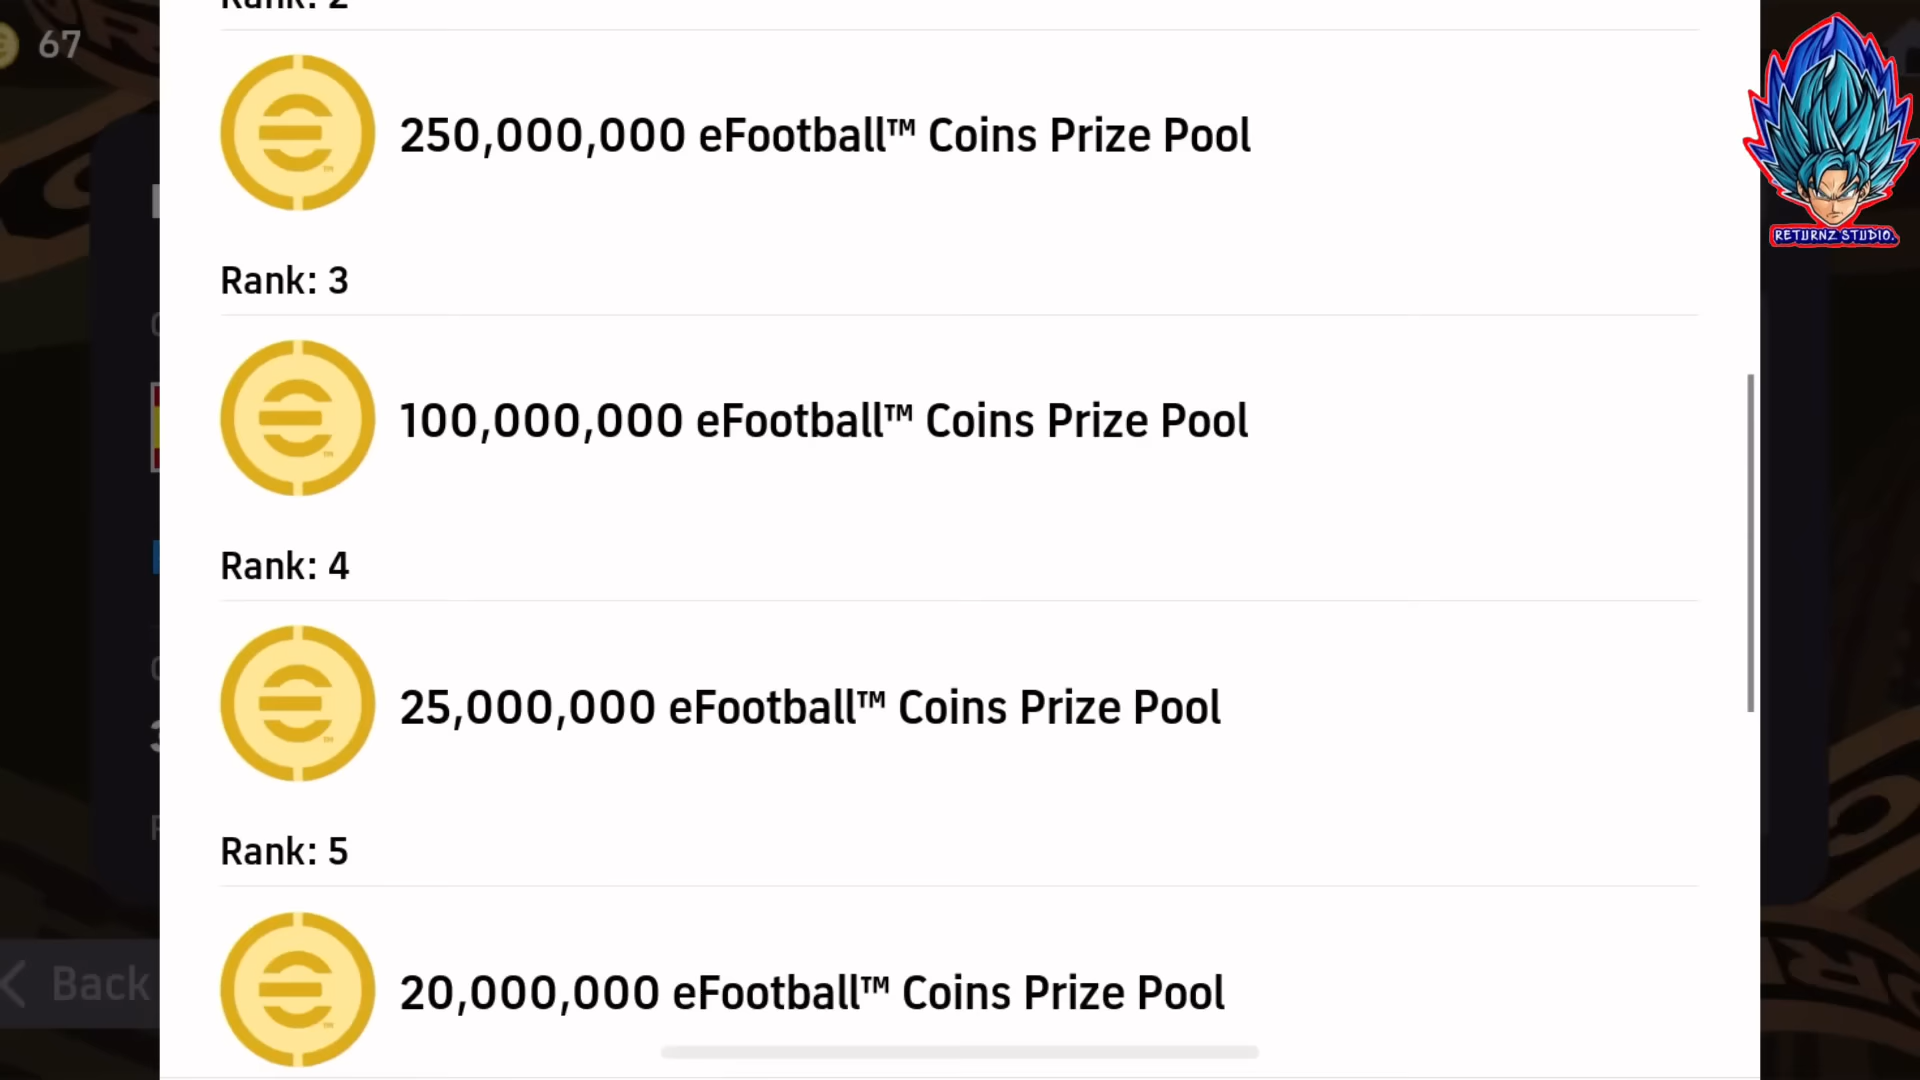 Rank: 2
67
250,000,000 eFootball™ Coins Prize Pool
RETURNZ STUDIO.
Rank: 3
100,000,000 eFootball™ Coins Prize Pool
Rank: 4
25,000,000 eFootball™ Coins Prize Pool
Rank: 5
Back
20,000,000 eFootball™ Coins Prize Pool